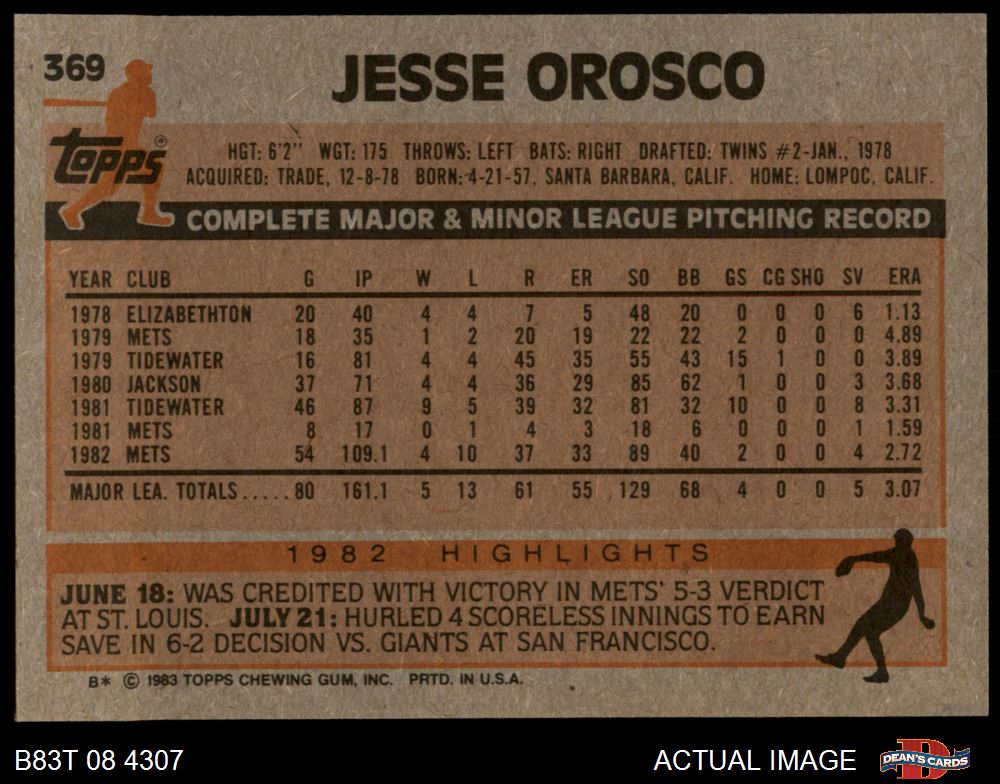 369
JESSE OROSCO
Topps®
HGT: 6'2" WGT: 175 THROWS: LEFT BATS: RIGHT DRAFTED: TWINS #2-JAN., 1978
ACQUIRED: TRADE, 12-8-78 BORN: 4-21-57, SANTA BARBARA, CALIF. HOME: LOMPOC, CALIF.
COMPLETE MAJOR & MINOR LEAGUE PITCHING RECORD
YEAR CLUB G IP W L R ER SO BB GS CG SHO SV ERA
1978 ELIZABETHTON 20 40 4 4 7 5 48 20 0 0 0 6 1.13
1979 METS 18 35 1 2 20 19 22 22 2 0 0 0 4.89
1979 TIDEWATER 16 81 4 4 45 35 55 43 15 1 0 0 3.89
1980 JACKSON 37 71 4 4 36 29 85 62 1 0 0 3 3.68
1981 TIDEWATER 46 87 9 5 39 32 81 32 10 0 0 8 3.31
1981 METS 8 17 0 1 4 3 18 6 0 0 0 1 1.59
1982 METS 54 109.1 4 10 37 33 89 40 2 0 0 4 2.72
MAJOR LEA. TOTALS.....80 161.1 5 13 61 55 129 68 4 0 0 5 3.07
1982 HIGHLIGHTS
JUNE 18: WAS CREDITED WITH VICTORY IN METS' 5-3 VERDICT
AT ST. LOUIS. JULY 21: HURLED 4 SCORELESS INNINGS TO EARN
SAVE IN 6-2 DECISION VS. GIANTS AT SAN FRANCISCO.
B* © 1983 TOPPS CHEWING GUM, INC. PRTD. IN U.S.A.
B83T 08 4307
ACTUAL IMAGE
DEAN'S CARDS